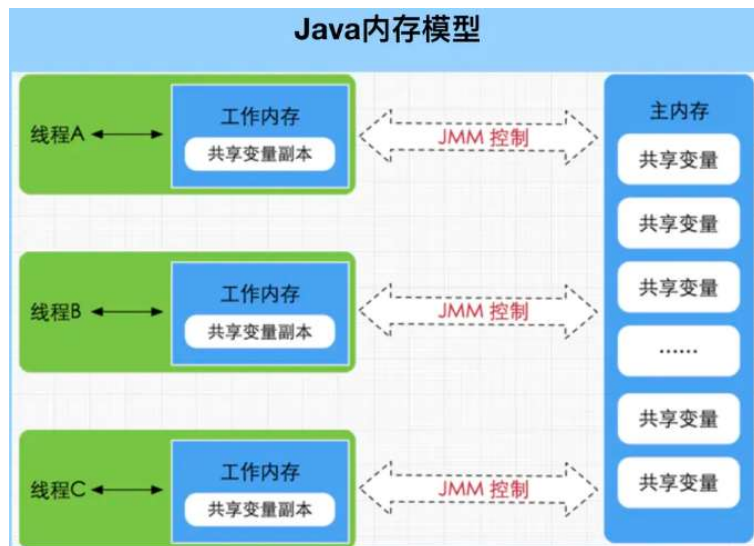 Java内存模型
线程A
工作内存
共享变量副本
JMM 控制
线程B
工作内存
共享变量副本
JMM 控制
线程C
工作内存
共享变量副本
JMM 控制
主内存
共享变量
共享变量
共享变量
......
共享变量
共享变量